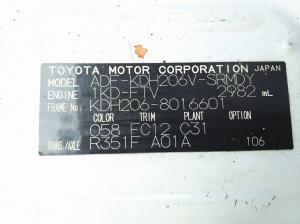 TOYOTA MOTOR CORPORATION JAPAN
MODEL ADF-KDH206V-SRMDY
ENGINE 1KD-FTV 2982 mL
FRAME No. KDH206-8016601
COLOR TRIM PLANT OPTION
058 FC12 C31
TRANS/AXLE R351F A01A 106